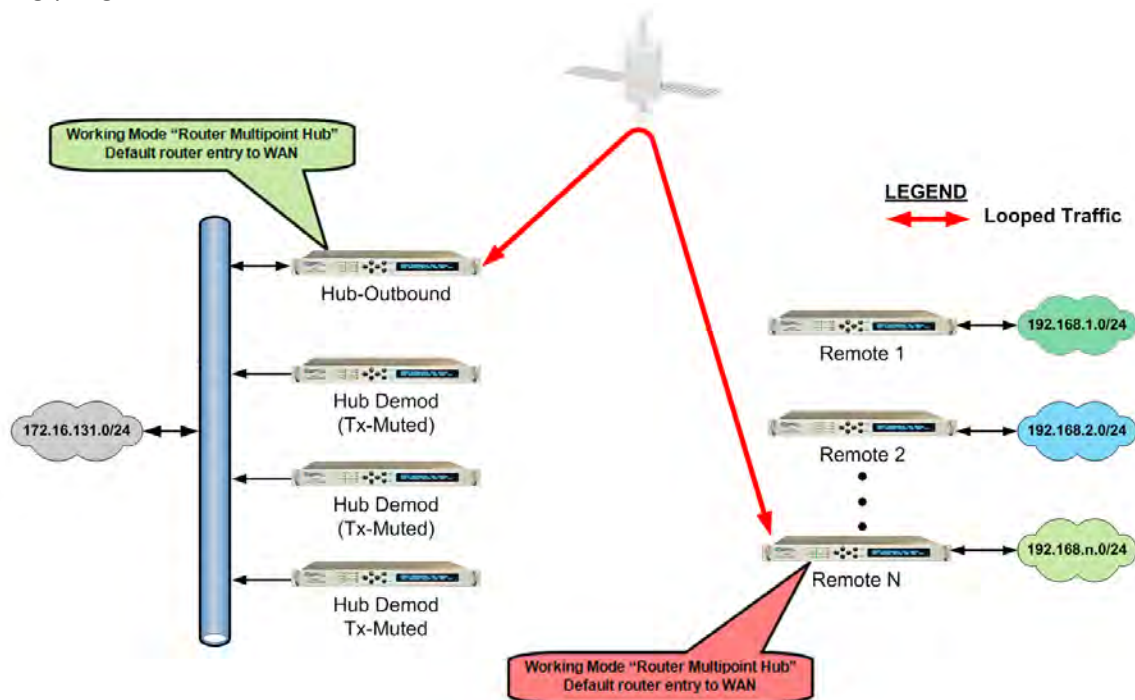 Working Mode “Router Multipoint Hub”
Default router entry to WAN
LEGEND
Looped Traffic
Hub-Outbound
192.168.1.0/24
Remote 1
Hub Demod
(Tx-Muted)
172.16.131.0/24
192.168.2.0/24
Remote 2
Hub Demod
(Tx-Muted)
192.168.n.0/24
Remote N
Hub Demod
Tx-Muted
Working Mode “Router Multipoint Hub”
Default router entry to WAN